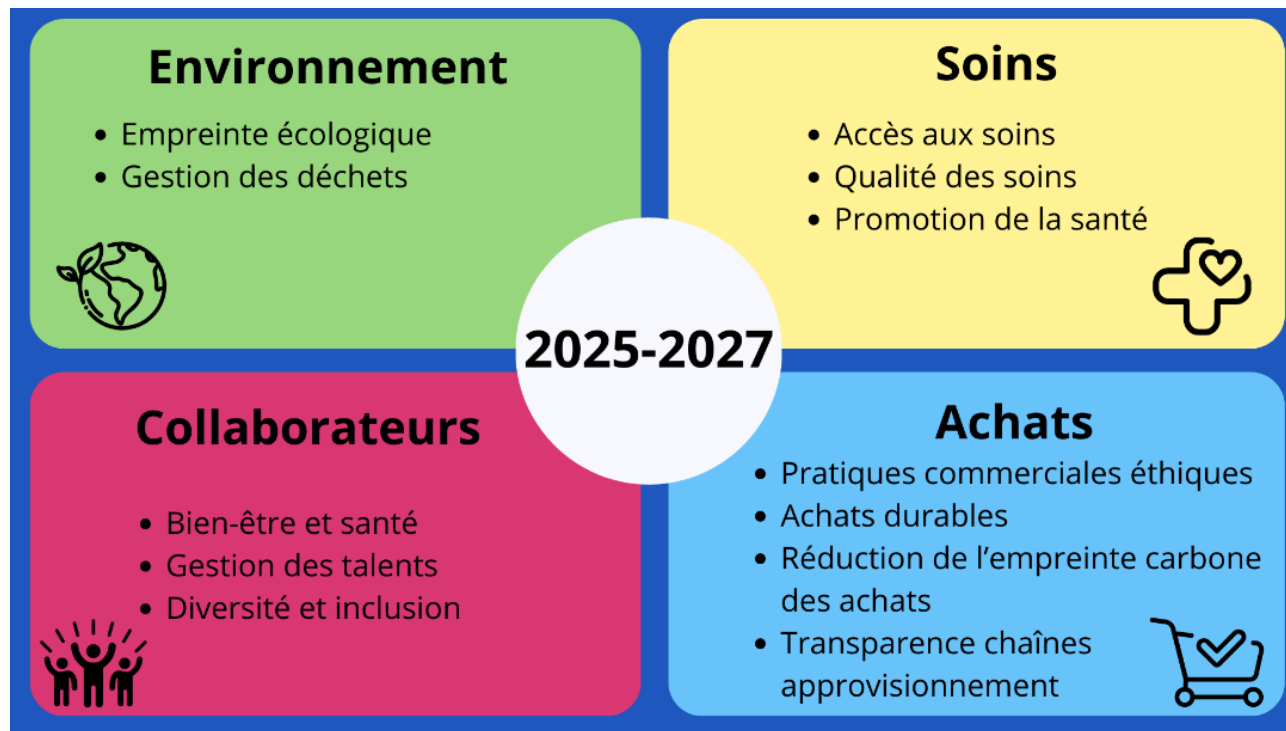 Environnement
• Empreinte écologique
• Gestion des déchets
Soins
• Accès aux soins
• Qualité des soins
• Promotion de la santé
2025-2027
Collaborateurs
• Bien-être et santé
• Gestion des talents
• Diversité et inclusion
Achats
• Pratiques commerciales éthiques
• Achats durables
• Réduction de l’empreinte carbone
des achats
• Transparence chaînes
approvisionnement